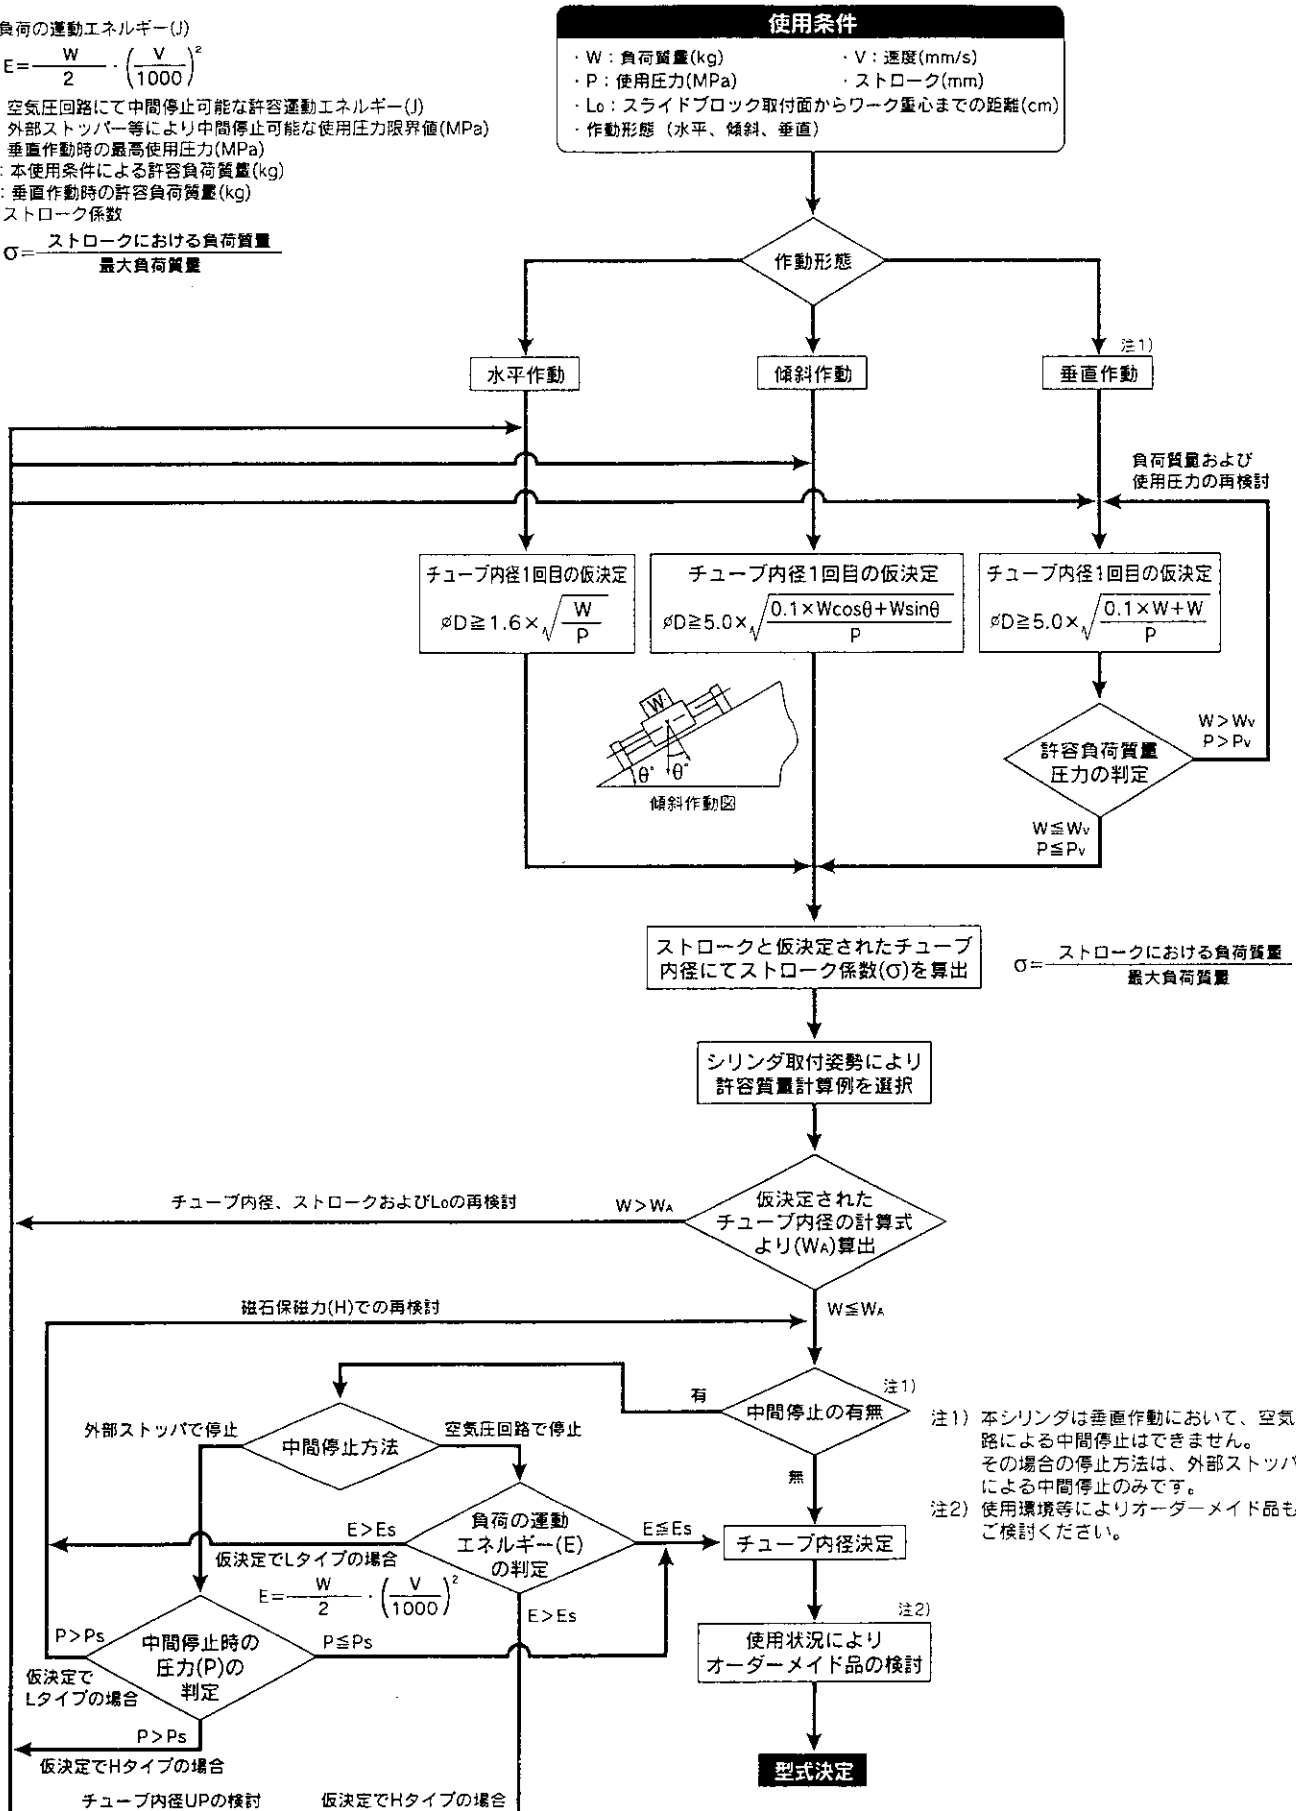 負荷の運動エネルギー(J)
E=W/2・(V/1000)²
空気圧回路にて中間停止可能な許容運動エネルギー(J)
外部ストッパー等により中間停止可能な使用圧力限界値(MPa)
垂直作動時の最高使用圧力(MPa)
: 本使用条件による許容負荷質量(kg)
: 垂直作動時の許容負荷質量(kg)
ストローク係数
σ=ストロークにおける負荷質量/最大負荷質量
使用条件
・W：負荷質量(kg) ・V：速度(mm/s)
・P：使用圧力(MPa) ・ストローク(mm)
・L₀：スライドブロック取付面からワーク重心までの距離(cm)
・作動形態（水平、傾斜、垂直）
作動形態
水平作動
傾斜作動
注1)
垂直作動
負荷質量および
使用圧力の再検討
チューブ内径1回目の仮決定
øD≧1.6×√(W/P)
チューブ内径1回目の仮決定
øD≧5.0×√((0.1×Wcosθ+Wsinθ)/P)
チューブ内径1回目の仮決定
øD≧5.0×√((0.1×W+W)/P)
W
θ° θ°
傾斜作動図
W>Wv
P>Pv
許容負荷質量
圧力の判定
W≦Wv
P≦Pv
ストロークと仮決定されたチューブ
内径にてストローク係数(σ)を算出
σ=ストロークにおける負荷質量/最大負荷質量
シリンダ取付姿勢により
許容質量計算例を選択
チューブ内径、ストロークおよびL₀の再検討
W>WA
仮決定された
チューブ内径の計算式
より(WA)算出
磁石保磁力(H)での再検討
W≦WA
有
注1)
中間停止の有無
無
外部ストッパで停止
中間停止方法
空気圧回路で停止
注1) 本シリンダは垂直作動において、空気
路による中間停止はできません。
その場合の停止方法は、外部ストッパ
による中間停止のみです。
注2) 使用環境等によりオーダーメイド品も
ご検討ください。
E>Es
仮決定でLタイプの場合
負荷の運動
エネルギー(E)
の判定
E≦Es
チューブ内径決定
E=W/2・(V/1000)²
E>Es
P>Ps
仮決定で
Lタイプの場合
中間停止時の
圧力(P)の
判定
P≦Ps
注2)
使用状況により
オーダーメイド品の検討
P>Ps
仮決定でHタイプの場合
型式決定
チューブ内径UPの検討
仮決定でHタイプの場合